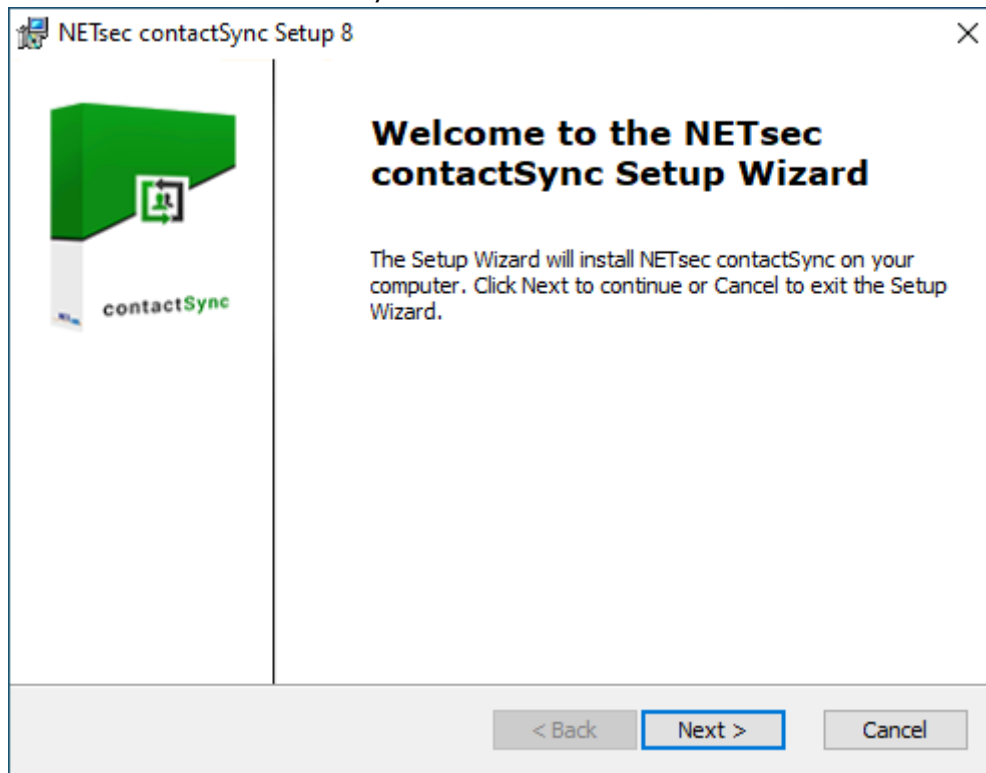 NETsec contactSync Setup 8
Welcome to the NETsec
contactSync Setup Wizard
The Setup Wizard will install NETsec contactSync on your
computer. Click Next to continue or Cancel to exit the Setup
Wizard.
contactSync
< Back
Next >
Cancel